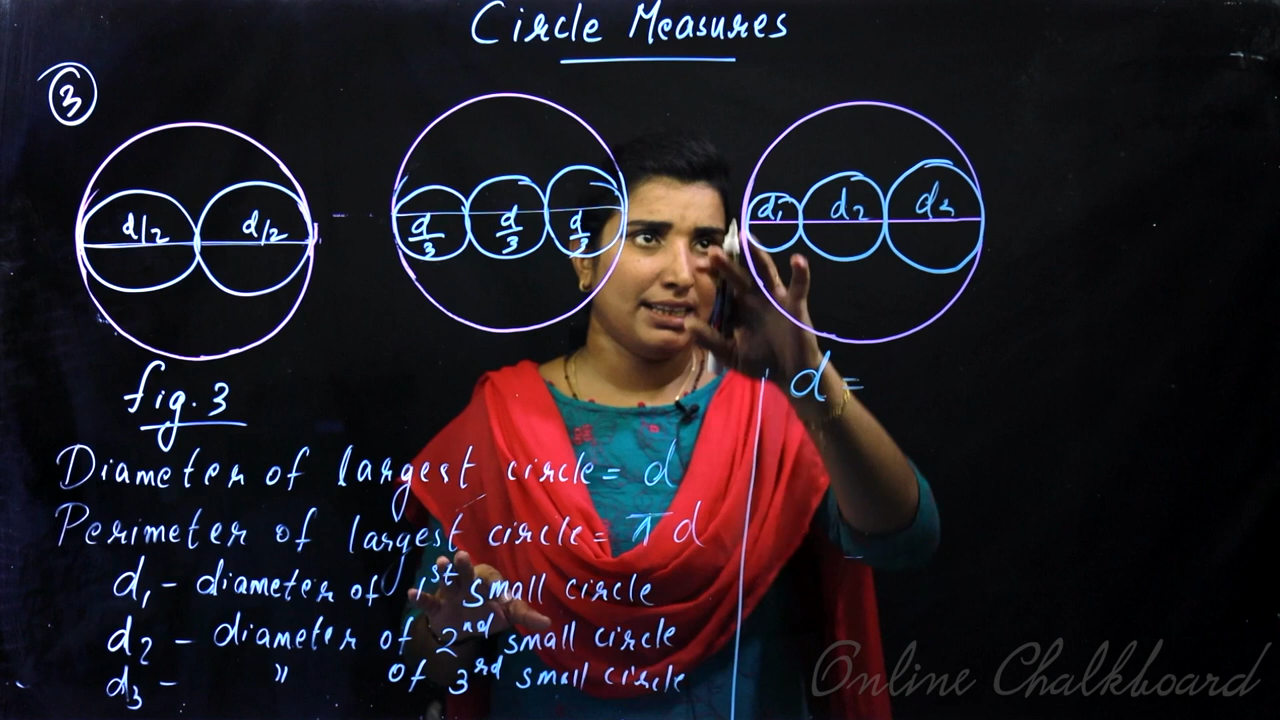 Circle Measures
3
d/2 d/2
d/3 d/3 d/3
d1 d2 d3
fig. 3
d =
Diameter of largest circle = d
Perimeter of largest circle = πd
d1 - diameter of 1st small circle
d2 - diameter of 2nd small circle
d3 - " of 3rd small circle
Online Chalkboard